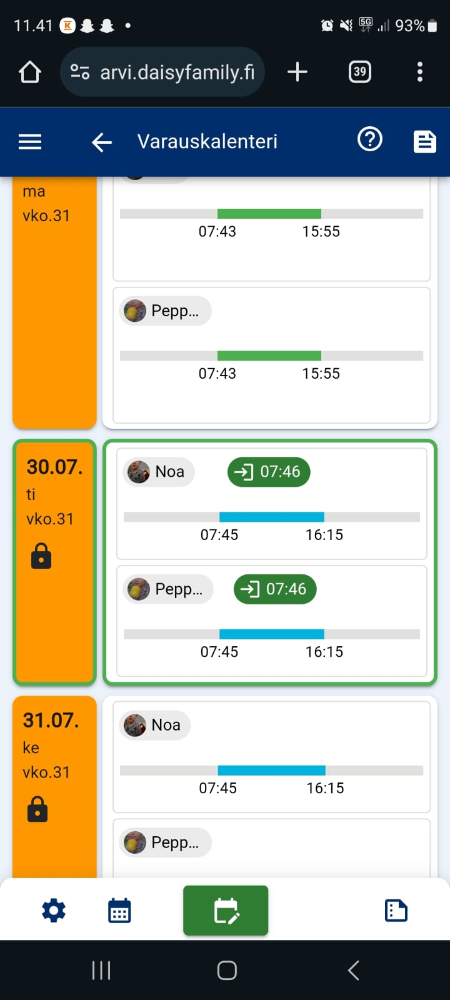 11.41
5G
93%
arvi.daisyfamily.fi
39
Varauskalenteri
ma
vko.31
07:43 15:55
Pepp...
07:43 15:55
30.07.
ti
vko.31
Noa 07:46
07:45 16:15
Pepp... 07:46
07:45 16:15
31.07.
ke
vko.31
Noa
07:45 16:15
Pepp...